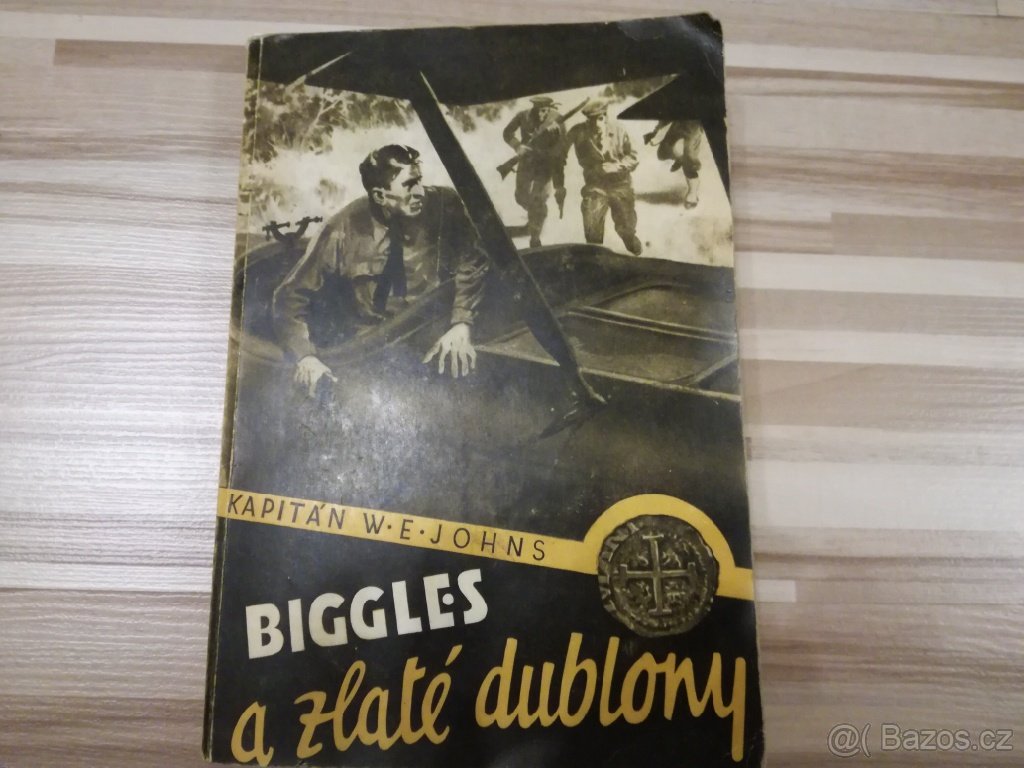 KAPITÁN W·E·JOHNS
BIGGLES
a zlaté dublony
@( Bazos.cz